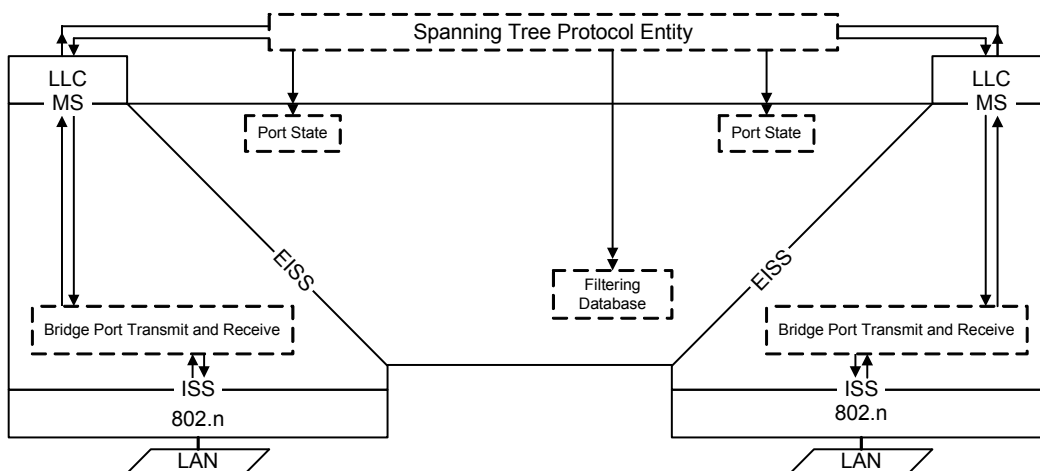 Spanning Tree Protocol Entity
LLC
LLC
MS
MS
Port State
Port State
EISS
EISS
Filtering
Database
Bridge Port Transmit and Receive
Bridge Port Transmit and Receive
ISS
ISS
802.n
802.n
LAN
LAN